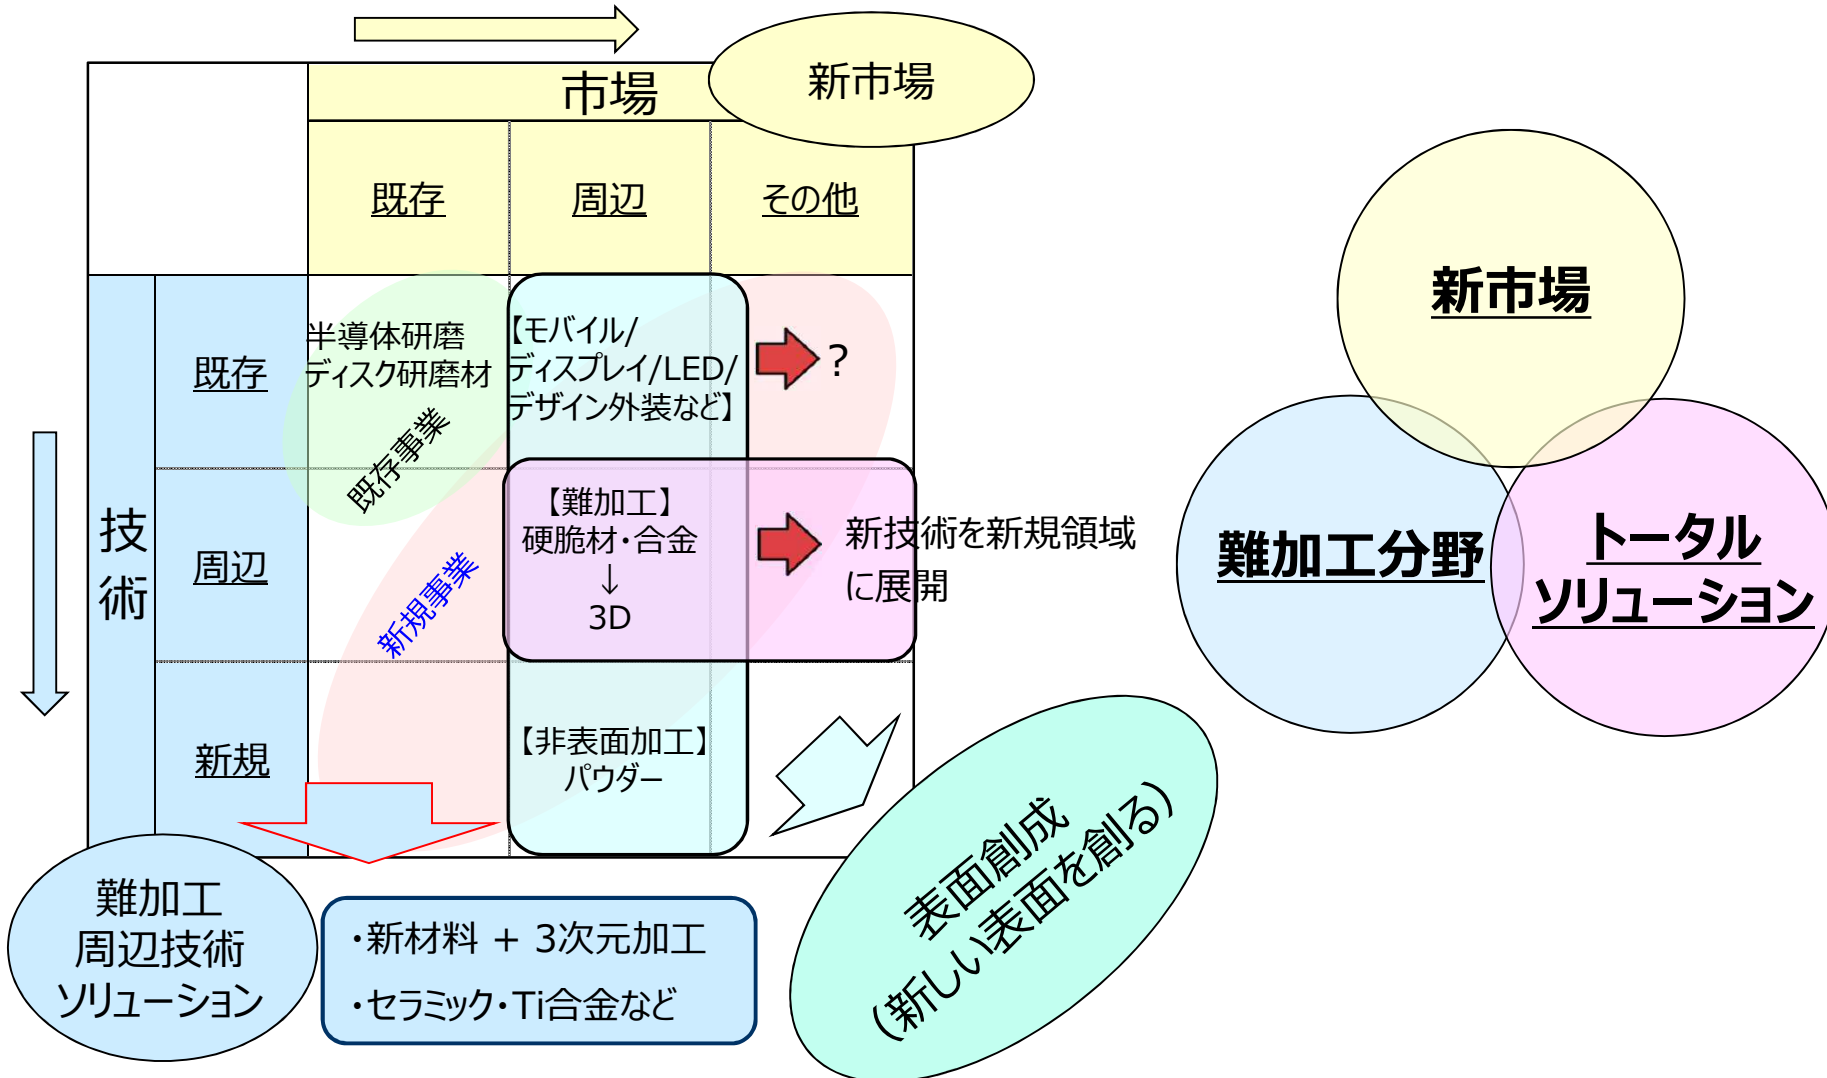 市場
新市場
既存
周辺
その他
技
術
既存
半導体研磨
ディスク研磨材
既存事業
【モバイル/
ディスプレイ/LED/
デザイン外装など】
?
周辺
新規事業
【難加工】
硬脆材・合金
↓
3D
新技術を新規領域
に展開
新規
【非表面加工】
パウダー
難加工
周辺技術
ソリューション
・新材料 + 3次元加工
・セラミック・Ti合金など
表面創成
(新しい表面を創る)
新市場
難加工分野
トータル
ソリューション